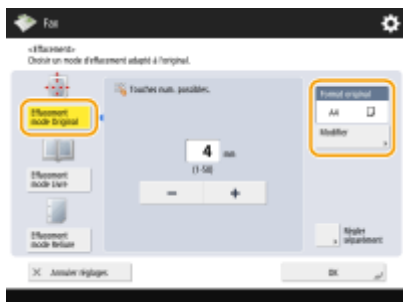 Fax
<Effacement>
Choisir un mode d'effacement adapté à l'original.
Touches num. possibles.
Effacement
mode Original
4 mm
(1-50)
− +
Effacement
mode Livre
Effacement
mode Reliure
Format original
A4
Modifier
Régler
séparément
× Annuler réglages
OK